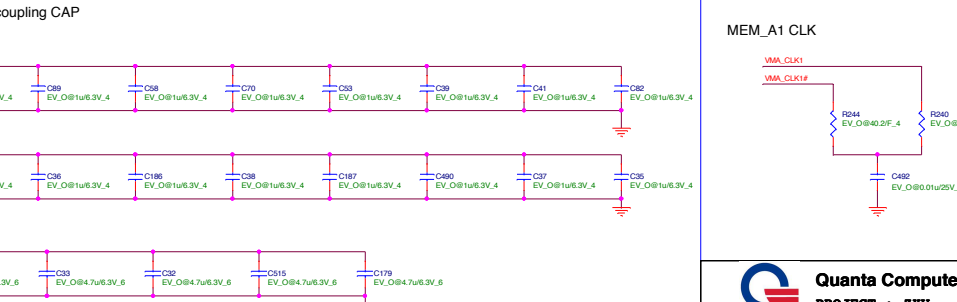 coupling CAP
MEM_A1 CLK
VMA_CLK1
VMA_CLK1#
C89
C58
C70
C53
C39
C41
C82
V_4
EV_O@1u/6.3V_4
EV_O@1u/6.3V_4
EV_O@1u/6.3V_4
EV_O@1u/6.3V_4
EV_O@1u/6.3V_4
EV_O@1u/6.3V_4
EV_O@1u/6.3V_4
R244
EV_O@40.2/F_4
R240
EV_O@
C36
C186
C38
C187
C490
C37
C35
V_4
EV_O@1u/6.3V_4
EV_O@1u/6.3V_4
EV_O@1u/6.3V_4
EV_O@1u/6.3V_4
EV_O@1u/6.3V_4
EV_O@1u/6.3V_4
EV_O@1u/6.3V_4
C492
EV_O@0.01u/25V_
C33
C32
C515
C179
.3V_6
EV_O@4.7u/6.3V_6
EV_O@4.7u/6.3V_6
EV_O@4.7u/6.3V_6
EV_O@4.7u/6.3V_6
Quanta Compute